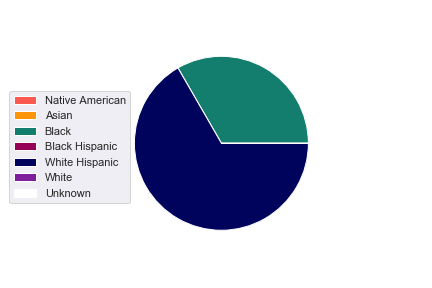 Native American
Asian
Black
Black Hispanic
White Hispanic
White
Unknown